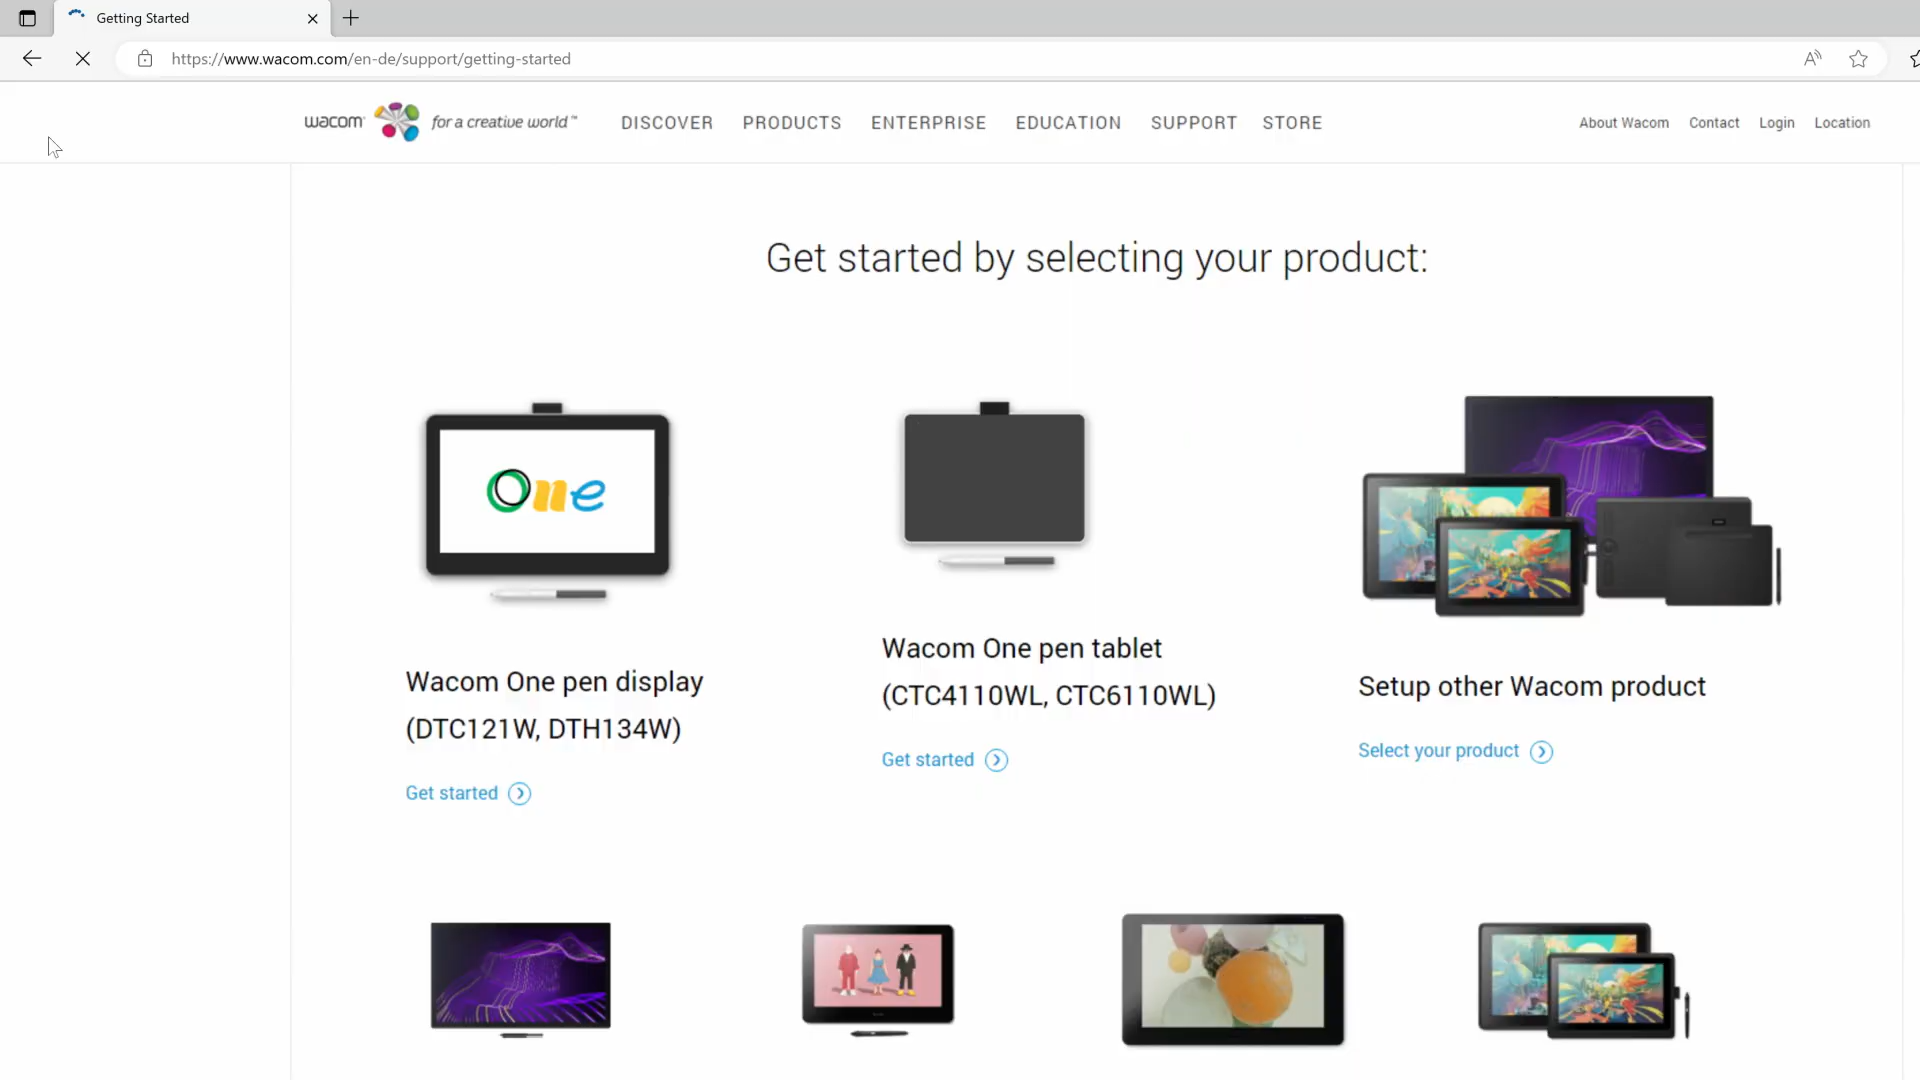 Getting Started
https://www.wacom.com/en-de/support/getting-started
wacom for a creative world™ DISCOVER PRODUCTS ENTERPRISE EDUCATION SUPPORT STORE About Wacom Contact Login Location
Get started by selecting your product:
One
Wacom One pen display
(DTC121W, DTH134W)
Get started
Wacom One pen tablet
(CTC4110WL, CTC6110WL)
Get started
Setup other Wacom product
Select your product